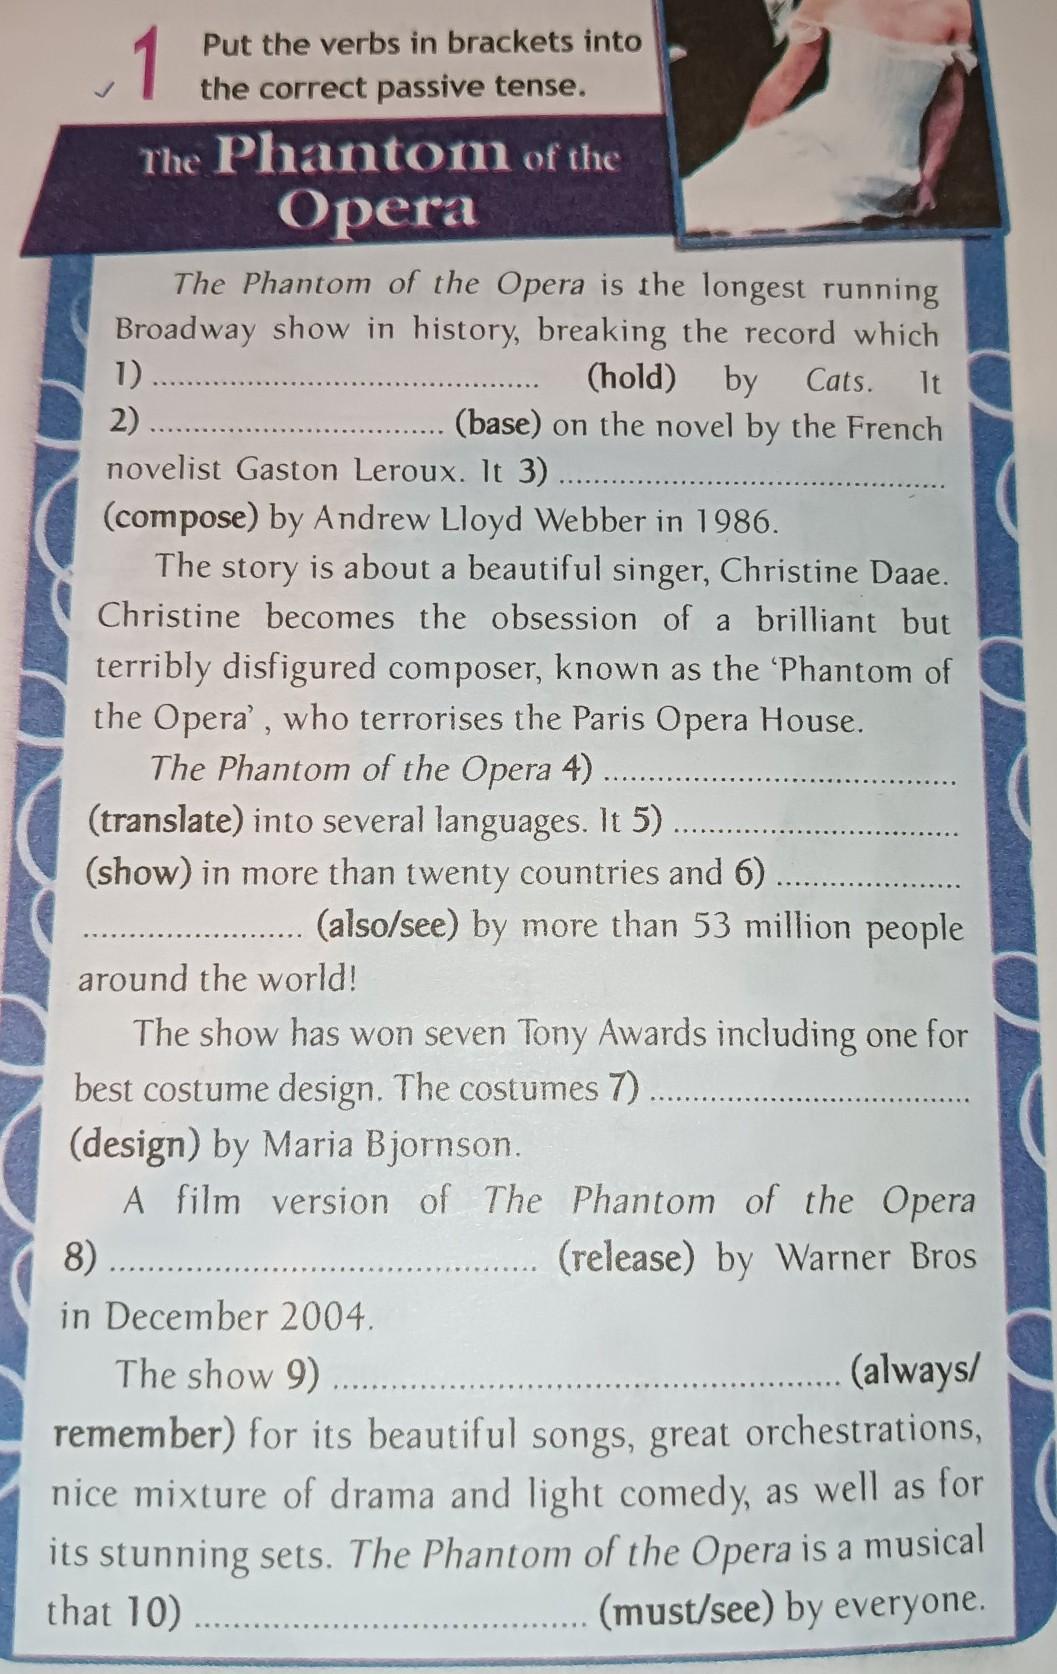 1 Put the verbs in brackets into
the correct passive tense.
The Phantom of the
Opera
The Phantom of the Opera is the longest running
Broadway show in history, breaking the record which
1) ........................................... (hold) by Cats. It
2) ................................ (base) on the novel by the French
novelist Gaston Leroux. It 3) ...........................................
(compose) by Andrew Lloyd Webber in 1986.
The story is about a beautiful singer, Christine Daae.
Christine becomes the obsession of a brilliant but
terribly disfigured composer, known as the ‘Phantom of
the Opera’ , who terrorises the Paris Opera House.
The Phantom of the Opera 4) .......................................
(translate) into several languages. It 5) ...............................
(show) in more than twenty countries and 6) ....................
........................ (also/see) by more than 53 million people
around the world!
The show has won seven Tony Awards including one for
best costume design. The costumes 7) ...................................
(design) by Maria Bjornson.
A film version of The Phantom of the Opera
8) ............................................... (release) by Warner Bros
in December 2004.
The show 9) ....................................................... (always/
remember) for its beautiful songs, great orchestrations,
nice mixture of drama and light comedy, as well as for
its stunning sets. The Phantom of the Opera is a musical
that 10) .......................................... (must/see) by everyone.